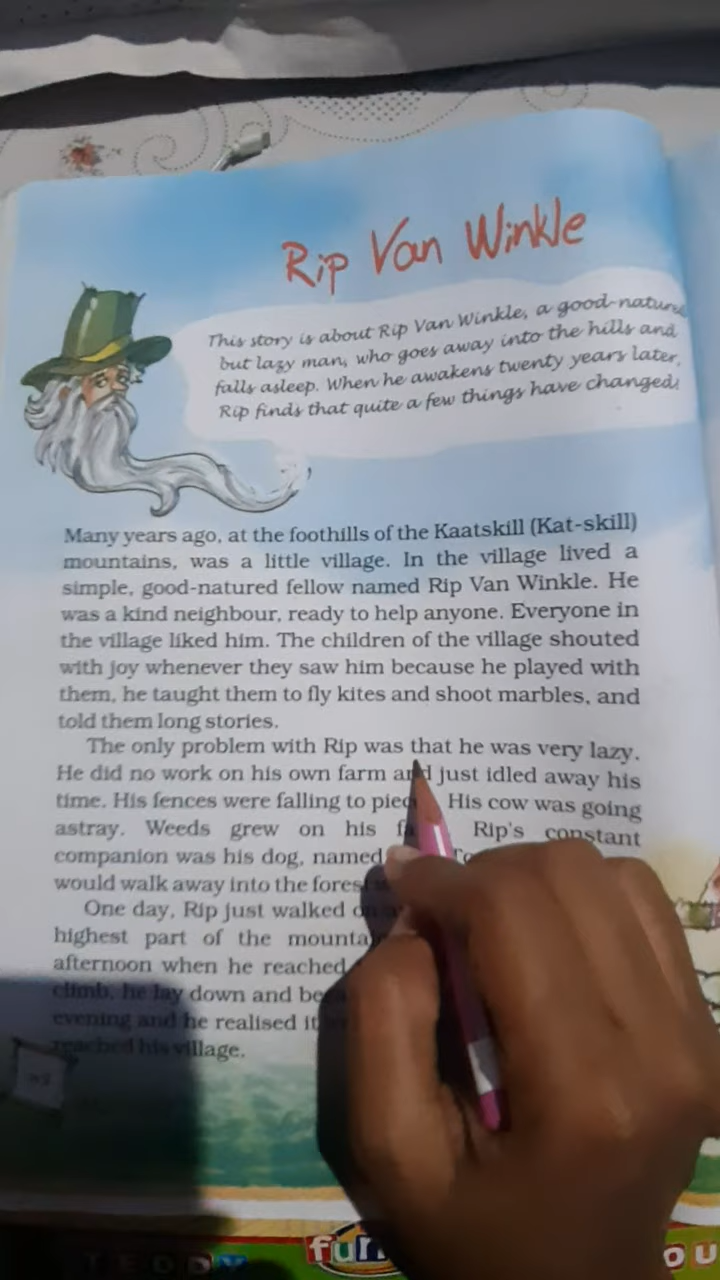 Rip Van Winkle
This story is about Rip Van Winkle, a good-nature
but lazy man, who goes away into the hills and
falls asleep. When he awakens twenty years later,
Rip finds that quite a few things have changed!
Many years ago, at the foothills of the Kaatskill (Kat-skill)
mountains, was a little village. In the village lived a
simple, good-natured fellow named Rip Van Winkle. He
was a kind neighbour, ready to help anyone. Everyone in
the village liked him. The children of the village shouted
with joy whenever they saw him because he played with
them, he taught them to fly kites and shoot marbles, and
told them long stories.
The only problem with Rip was that he was very lazy.
He did no work on his own farm and just idled away his
time. His fences were falling to His cow was going
astray. Weeds grew on his Rip's constant
companion was his dog, named
would walk away into the
One day, Rip just walked
highest part of the
afternoon when he reached
climb, he lay down and
evening and he realised it
reached his village.
TEDDY fun OU